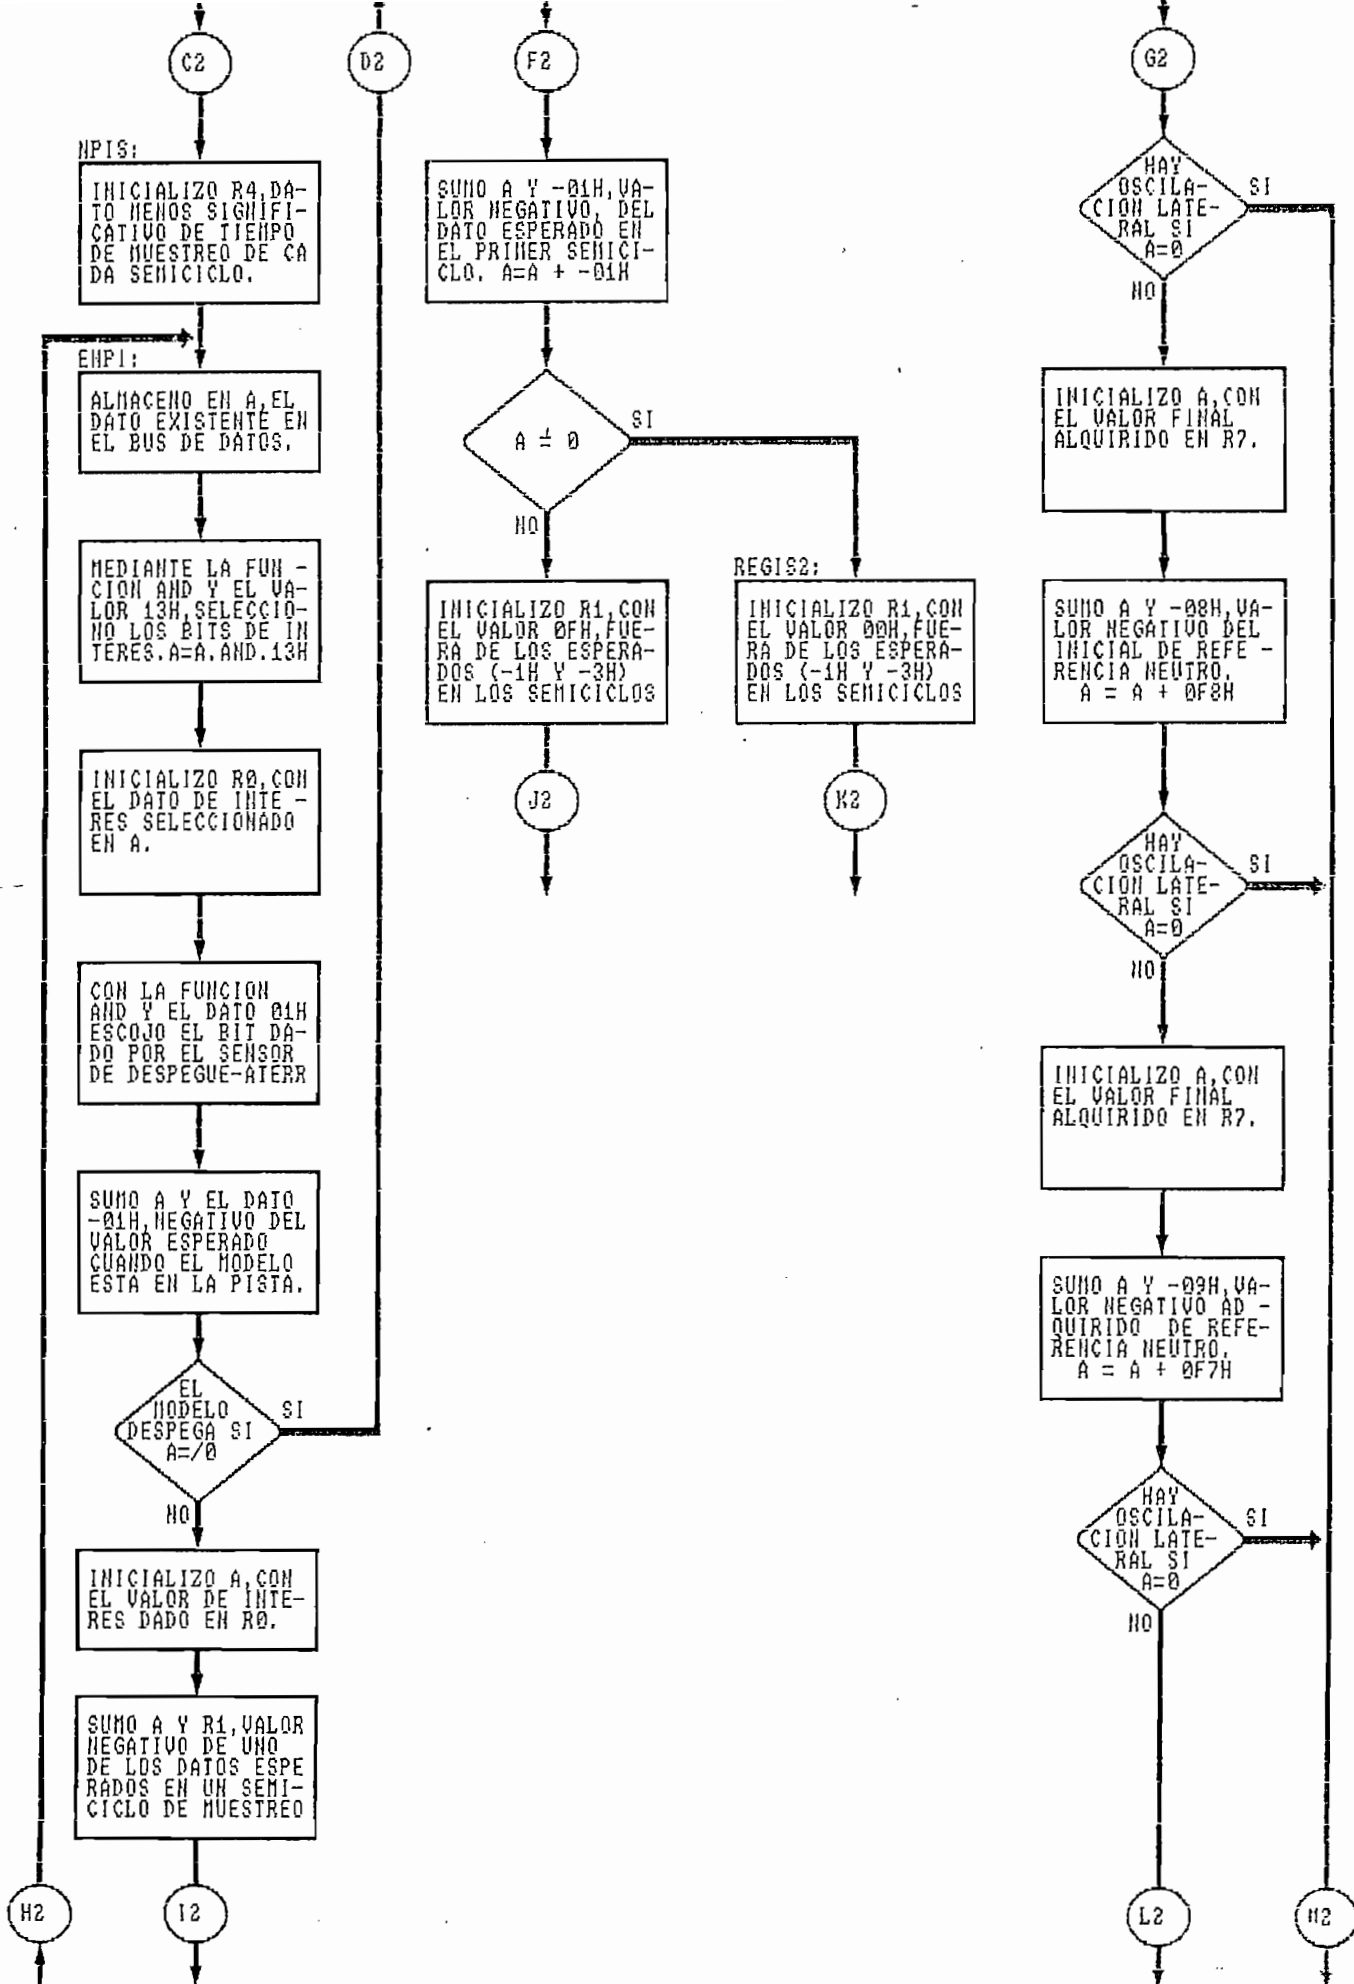 C2
NPIS:
INICIALIZO R4,DA-
TO MENOS SIGNIFI-
CATIVO DE TIEMPO
DE MUESTREO DE CA
DA SEMICICLO.
ENPI:
ALMACENO EN A,EL
DATO EXISTENTE EN
EL BUS DE DATOS.
MEDIANTE LA FUN -
CION AND Y EL VA-
LOR 13H,SELECCIO-
NO LOS BITS DE IN
TERES.A=A.AND.13H
INICIALIZO R0,CON
EL DATO DE INTE -
RES SELECCIONADO
EN A.
CON LA FUNCION
AND Y EL DATO 01H
ESCOJO EL BIT DA-
DO POR EL SENSOR
DE DESPEGUE-ATERR
SUMO A Y EL DATO
-01H,NEGATIVO DEL
VALOR ESPERADO
CUANDO EL MODELO
ESTA EN LA PISTA.
EL
MODELO
DESPEGA SI
A=/0
SI
NO
INICIALIZO A,CON
EL VALOR DE INTE-
RES DADO EN R0.
SUMO A Y R1,VALOR
NEGATIVO DE UNO
DE LOS DATOS ESPE
RADOS EN UN SEMI-
CICLO DE MUESTREO
H2
I2
D2
F2
SUMO A Y -01H,VA-
LOR NEGATIVO, DEL
DATO ESPERADO EN
EL PRIMER SEMICI-
CLO. A=A + -01H
A ≠ 0
SI
NO
INICIALIZO R1,CON
EL VALOR 0FH,FUE-
RA DE LOS ESPERA-
DOS (-1H Y -3H)
EN LOS SEMICICLOS
J2
REGIS2:
INICIALIZO R1,CON
EL VALOR 00H,FUE-
RA DE LOS ESPERA-
DOS (-1H Y -3H)
EN LOS SEMICICLOS
K2
G2
HAY
OSCILA-
CION LATE-
RAL SI
A=0
SI
NO
INICIALIZO A,CON
EL VALOR FINAL
ALQUIRIDO EN R7.
SUMO A Y -08H,VA-
LOR NEGATIVO DEL
INICIAL DE REFE -
RENCIA NEUTRO.
A = A + 0F8H
HAY
OSCILA-
CION LATE-
RAL SI
A=0
SI
NO
INICIALIZO A,CON
EL VALOR FINAL
ALQUIRIDO EN R7.
SUMO A Y -09H,VA-
LOR NEGATIVO AD -
QUIRIDO DE REFE-
RENCIA NEUTRO.
A = A + 0F7H
HAY
OSCILA-
CION LATE-
RAL SI
A=0
SI
NO
L2
M2